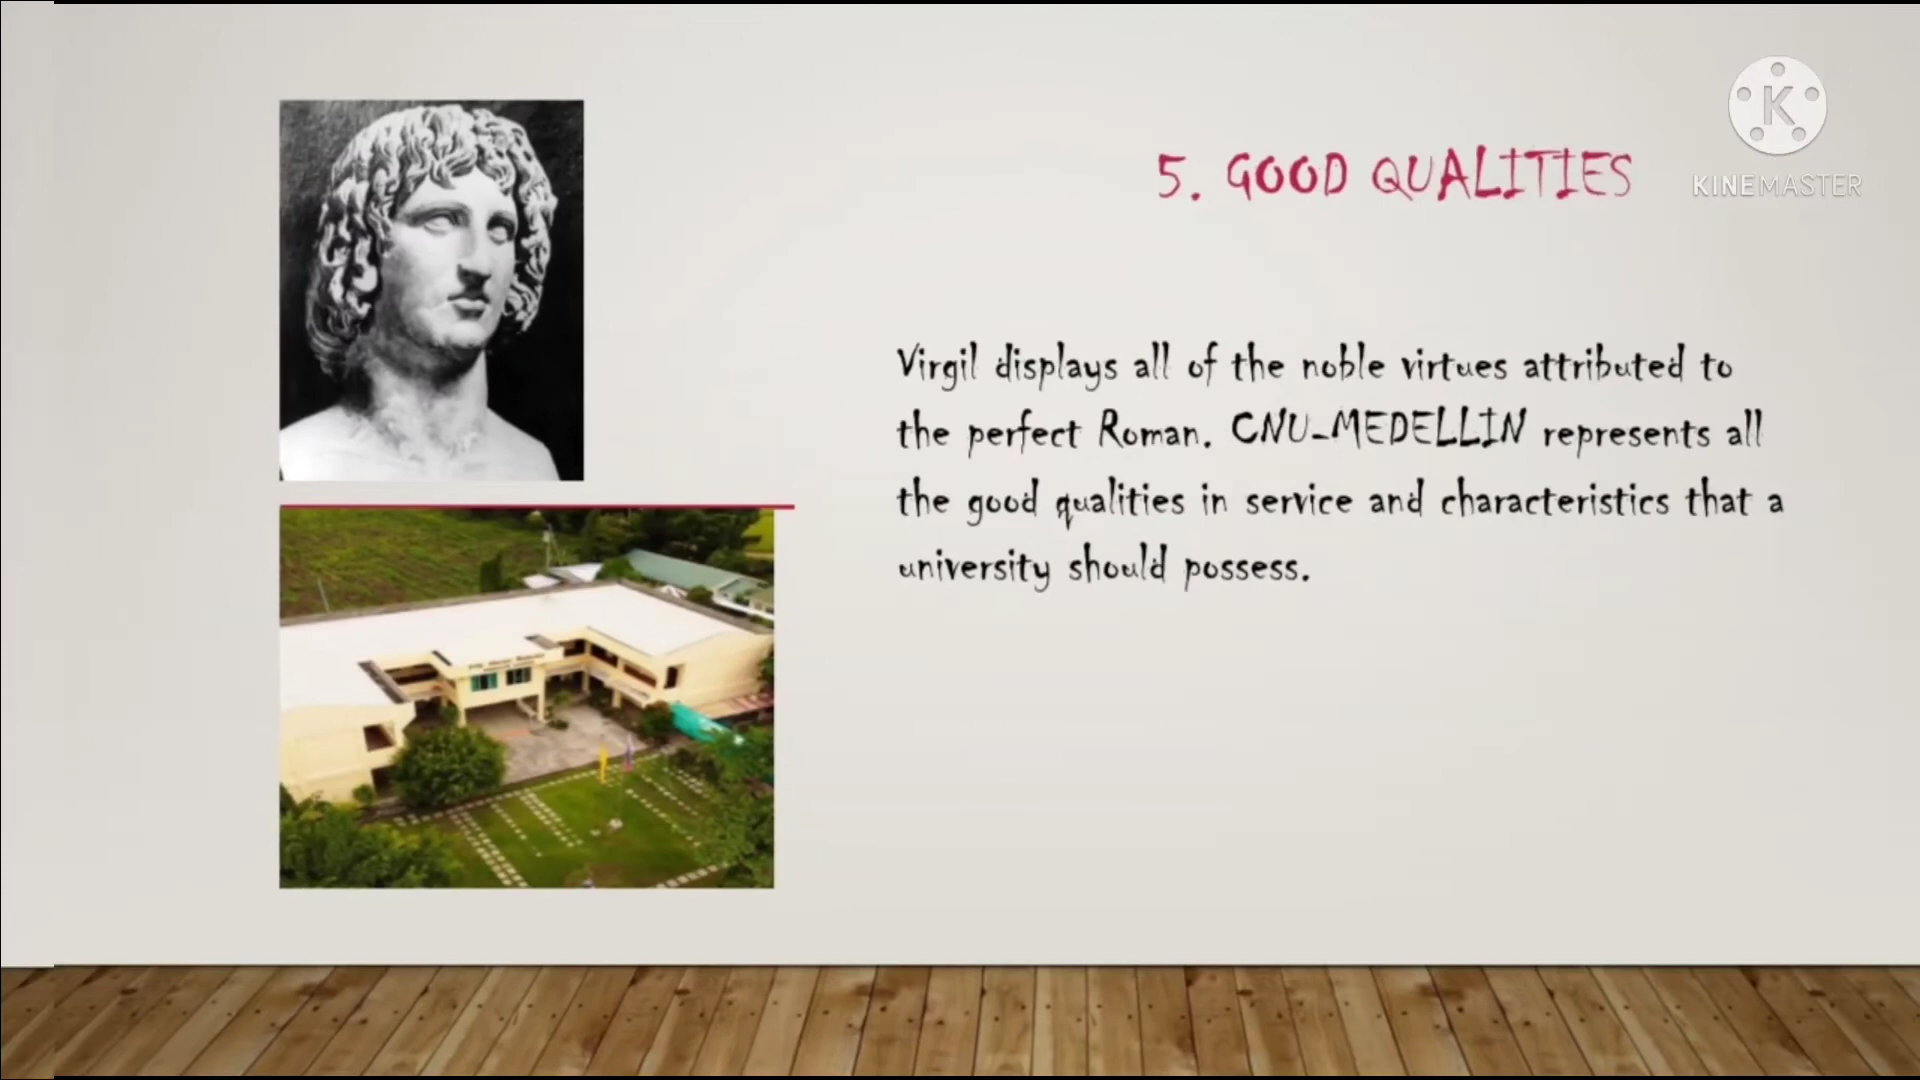 K
KINEMASTER
5. GOOD QUALITIES
Virgil displays all of the noble virtues attributed to
the perfect Roman. CNU-MEDELLIN represents all
the good qualities in service and characteristics that a
university should possess.